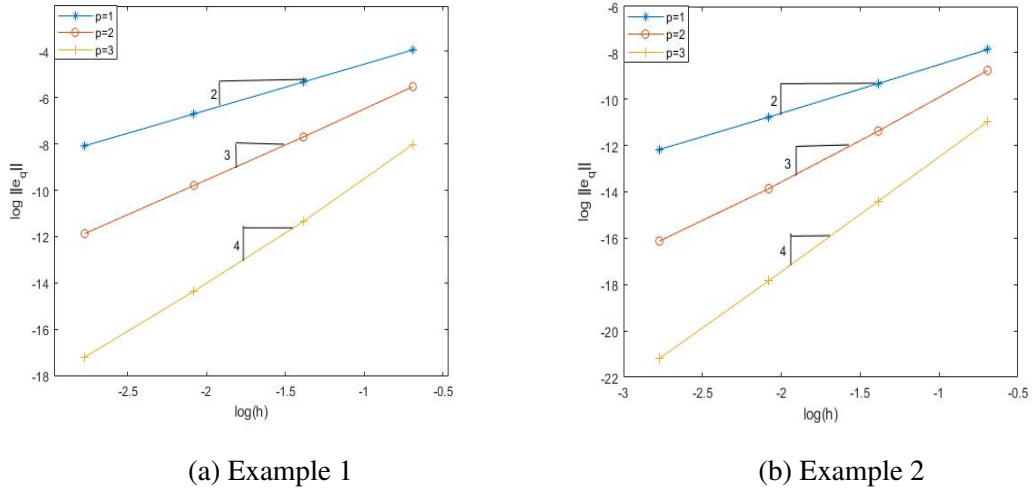 p=1
p=2
p=3
-4
-6
-8
-10
-12
-14
-16
-18
log ||e_q||
2
3
4
-2.5
-2
-1.5
-1
-0.5
log(h)
(a) Example 1
p=1
p=2
p=3
-6
-8
-10
-12
-14
-16
-18
-20
-22
log ||e_q||
2
3
4
-3
-2.5
-2
-1.5
-1
-0.5
log(h)
(b) Example 2